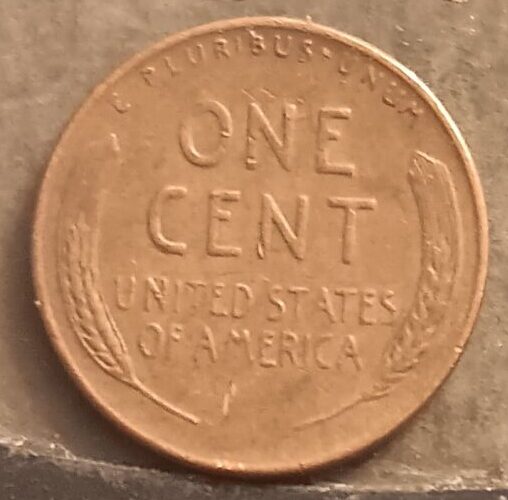 E PLURIBUS·UNUM
ONE
CENT
UNITED STATES
OF AMERICA